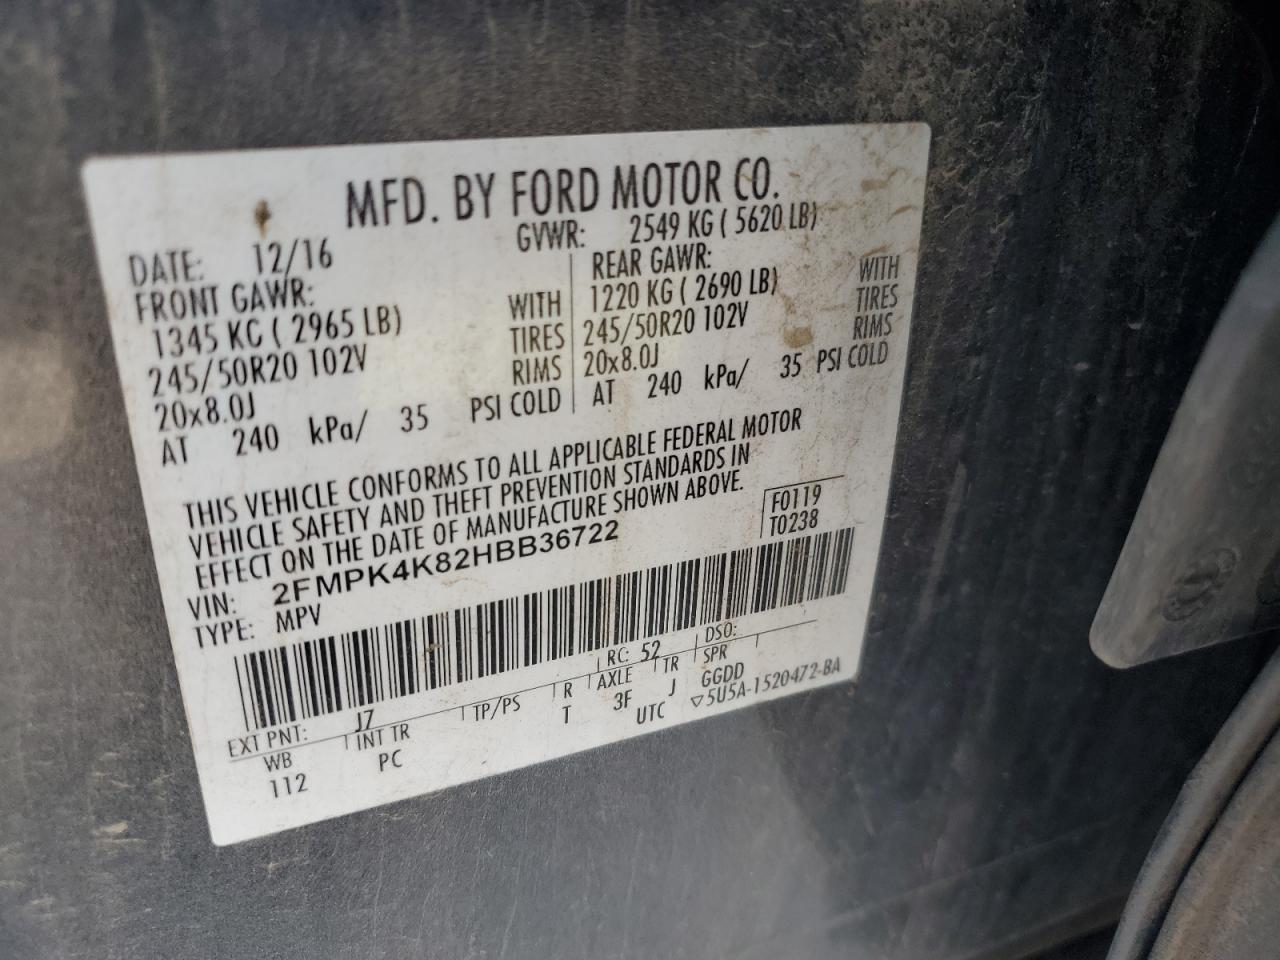 MFD. BY FORD MOTOR CO.
DATE: 12/16 GVWR: 2549 KG ( 5620 LB)
FRONT GAWR: REAR GAWR:
1345 KG ( 2965 LB) WITH 1220 KG ( 2690 LB) WITH
245/50R20 102V TIRES 245/50R20 102V TIRES
20x8.0J RIMS 20x8.0J RIMS
AT 240 kPa/ 35 PSI COLD AT 240 kPa/ 35 PSI COLD
THIS VEHICLE CONFORMS TO ALL APPLICABLE FEDERAL MOTOR
VEHICLE SAFETY AND THEFT PREVENTION STANDARDS IN
EFFECT ON THE DATE OF MANUFACTURE SHOWN ABOVE.
VIN: 2FMPK4K82HBB36722 F0119
TYPE: MPV T0238
EXT PNT: J7 RC: 52 DSO:
WB INT TR TP/PS R AXLE TR SPR
112 PC T 3F J GGDD
UTC ▽5U5A-1520472-BA